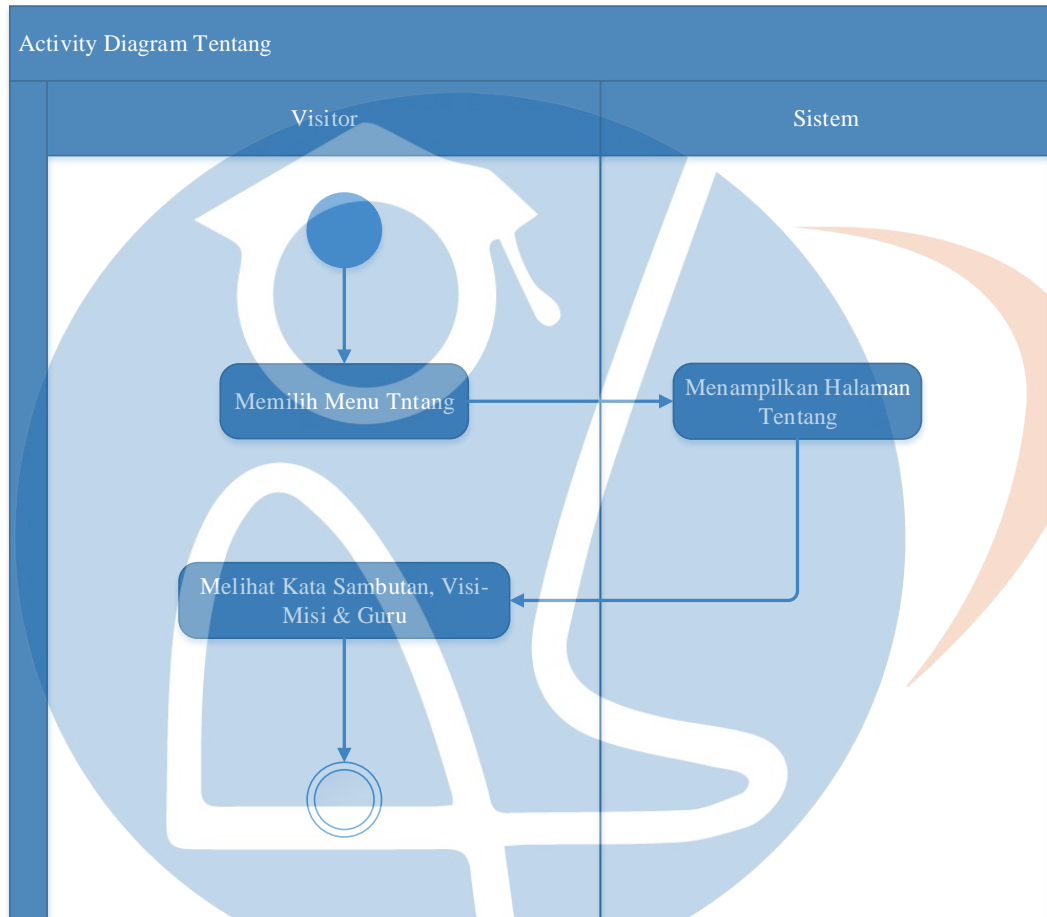 Activity Diagram Tentang
Visitor
Sistem
Memilih Menu Tntang
Menampilkan Halaman
Tentang
Melihat Kata Sambutan, Visi-
Misi & Guru